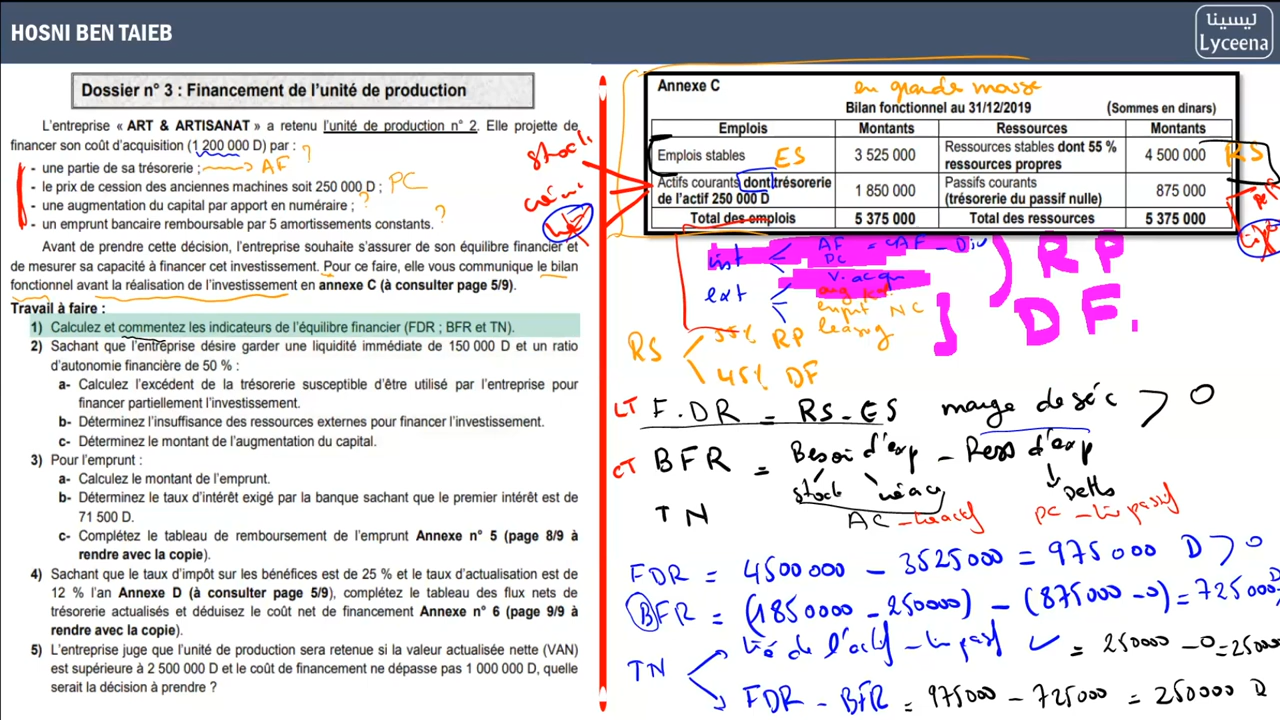 HOSNI BEN TAIEB
ليسينا
Lyceena
Dossier n° 3 : Financement de l'unité de production
L'entreprise « ART & ARTISANAT » a retenu l'unité de production n° 2. Elle projette de
financer son coût d'acquisition (1 200 000 D) par : ?
- une partie de sa trésorerie ; AF
- le prix de cession des anciennes machines soit 250 000 D ; PC
- une augmentation du capital par apport en numéraire ; ?
- un emprunt bancaire remboursable par 5 amortissements constants. ?
Avant de prendre cette décision, l'entreprise souhaite s'assurer de son équilibre financier et
de mesurer sa capacité à financer cet investissement. Pour ce faire, elle vous communique le bilan
fonctionnel avant la réalisation de l'investissement en annexe C (à consulter page 5/9).
Travail à faire :
1) Calculez et commentez les indicateurs de l'équilibre financier (FDR ; BFR et TN).
2) Sachant que l'entreprise désire garder une liquidité immédiate de 150 000 D et un ratio
d'autonomie financière de 50 % :
a- Calculez l'excédent de la trésorerie susceptible d'être utilisé par l'entreprise pour
financer partiellement l'investissement.
b- Déterminez l'insuffisance des ressources externes pour financer l'investissement.
c- Déterminez le montant de l'augmentation du capital.
3) Pour l'emprunt :
a- Calculez le montant de l'emprunt.
b- Déterminez le taux d'intérêt exigé par la banque sachant que le premier intérêt est de
71 500 D.
c- Complétez le tableau de remboursement de l'emprunt Annexe n° 5 (page 8/9 à
rendre avec la copie).
4) Sachant que le taux d'impôt sur les bénéfices est de 25 % et le taux d'actualisation est de
12 % l'an Annexe D (à consulter page 5/9), complétez le tableau des flux nets de
trésorerie actualisés et déduisez le coût net de financement Annexe n° 6 (page 9/9 à
rendre avec la copie).
5) L'entreprise juge que l'unité de production sera retenue si la valeur actualisée nette (VAN)
est supérieure à 2 500 000 D et le coût de financement ne dépasse pas 1 000 000 D, quelle
serait la décision à prendre ?
Annexe C en grande masse
Bilan fonctionnel au 31/12/2019 (Sommes en dinars)
Emplois Montants Ressources Montants
Emplois stables ES 3 525 000 Ressources stables dont 55 % ressources propres 4 500 000 RS
Actifs courants dont trésorerie de l'actif 250 000 D 1 850 000 Passifs courants (trésorerie du passif nulle) 875 000
Total des emplois 5 375 000 Total des ressources 5 375 000
stock
int AF = CAF - Div
PC
V. acq
ext
empt NC
leasing
RP
DF.
RS 55% RP
45% DF
LT F.DR = RS - ES marge de séc > 0
CT BFR = Besoi d'exp - Ress d'exp
stock Dettes
TN AC PC
FDR = 4500000 - 3525000 = 975000 D > 0
BFR = (1850000 - 250000) - (875000 - 0) = 725000 D
TN = 250000 - 0 = 25000
FDR - BFR = 975000 - 725000 = 250000 D